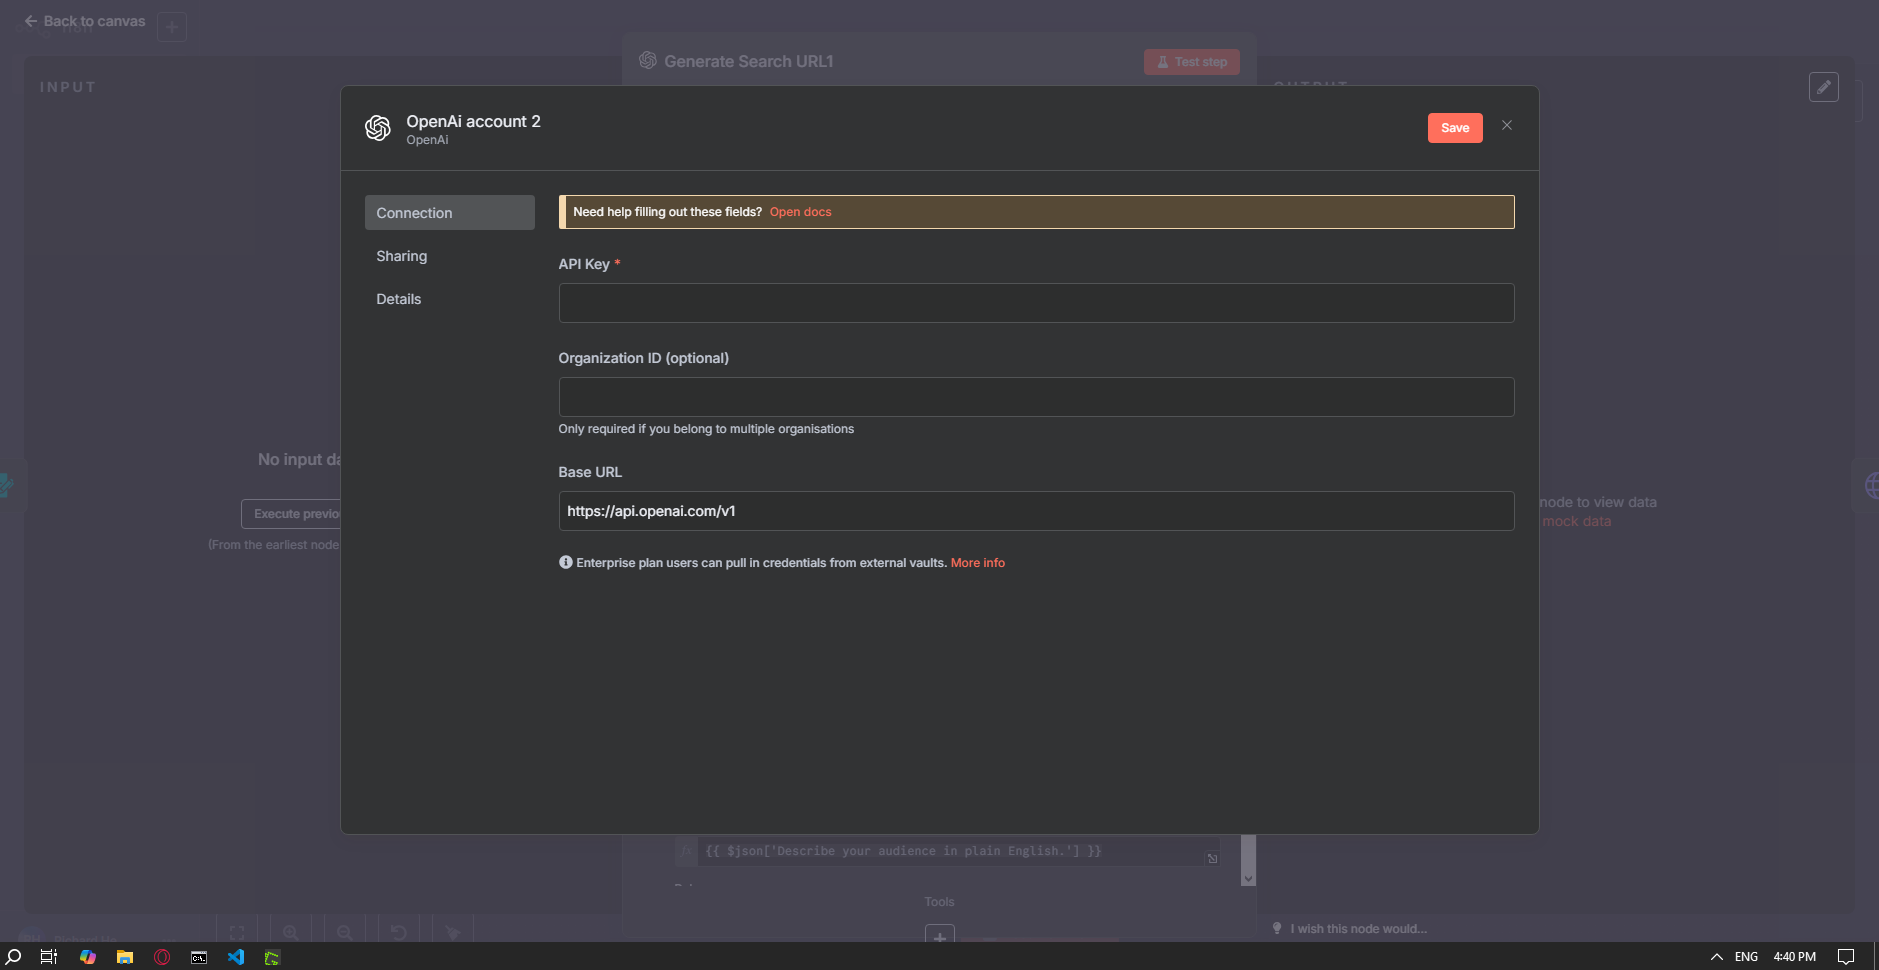 Back to canvas
n8n
Generate Search URL1
Test step
INPUT
OUTPUT
OpenAi account 2
OpenAi
Save
Connection
Sharing
Details
Need help filling out these fields? Open docs
API Key *
Organization ID (optional)
Only required if you belong to multiple organisations
Base URL
https://api.openai.com/v1
Enterprise plan users can pull in credentials from external vaults. More info
No input da
Execute previo
(From the earliest node
node to view data
mock data
fx
{{ $json['Describe your audience in plain English.'] }}
Tools
I wish this node would...
ENG
4:40 PM